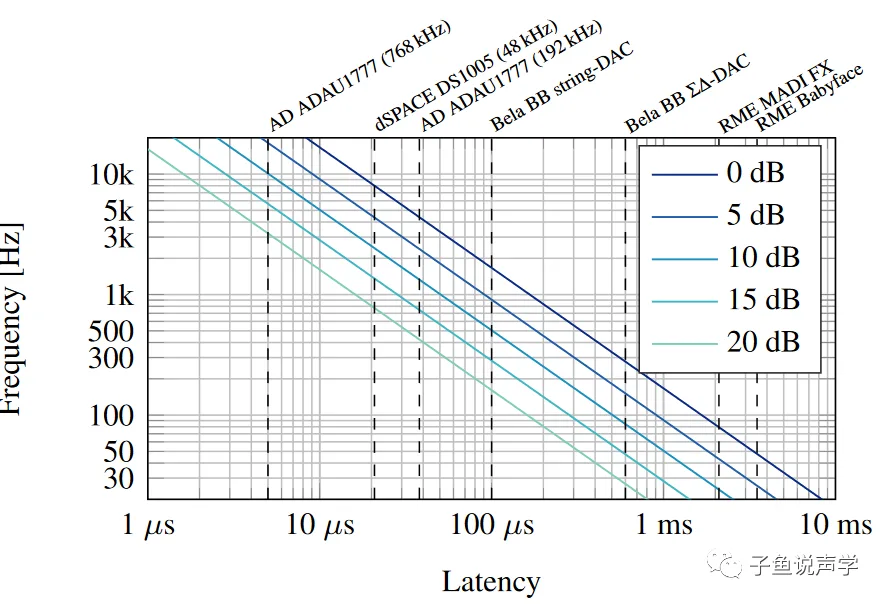 AD ADAU1777 (768 kHz)
dSPACE DS1005 (48 kHz)
AD ADAU1777 (192 kHz)
Bela BB string-DAC
Bela BB ΣΔ-DAC
RME MADI FX
RME Babyface
0 dB
5 dB
10 dB
15 dB
20 dB
Frequency [Hz]
10k
5k
3k
1k
500
300
100
50
30
1 μs
10 μs
100 μs
1 ms
10 ms
Latency
子鱼说声学